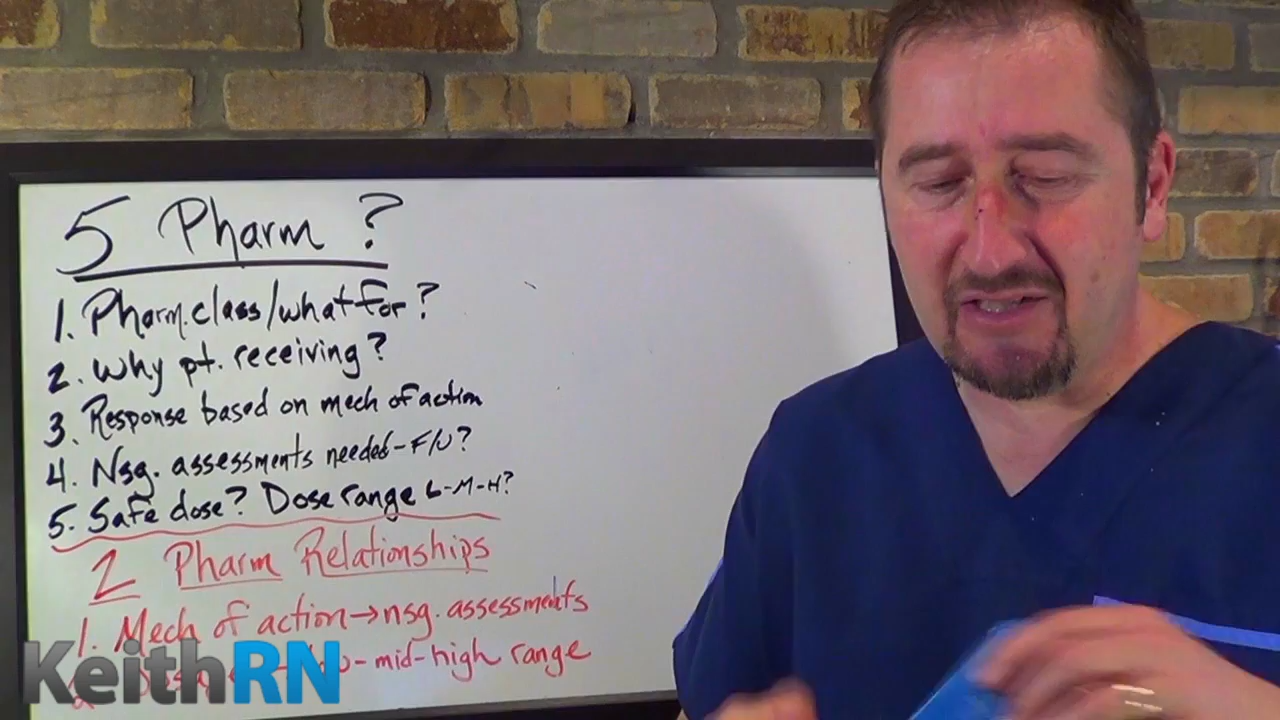 5 Pharm ?
1. Pharm.class/what for?
2. Why pt. receiving?
3. Response based on mech of action
4. Nsg. assessments needed-F/U?
5. Safe dose? Dose range L-M-H?
2 Pharm Relationships
1. Mech of action→nsg. assessments
mid-high range
KeithRN